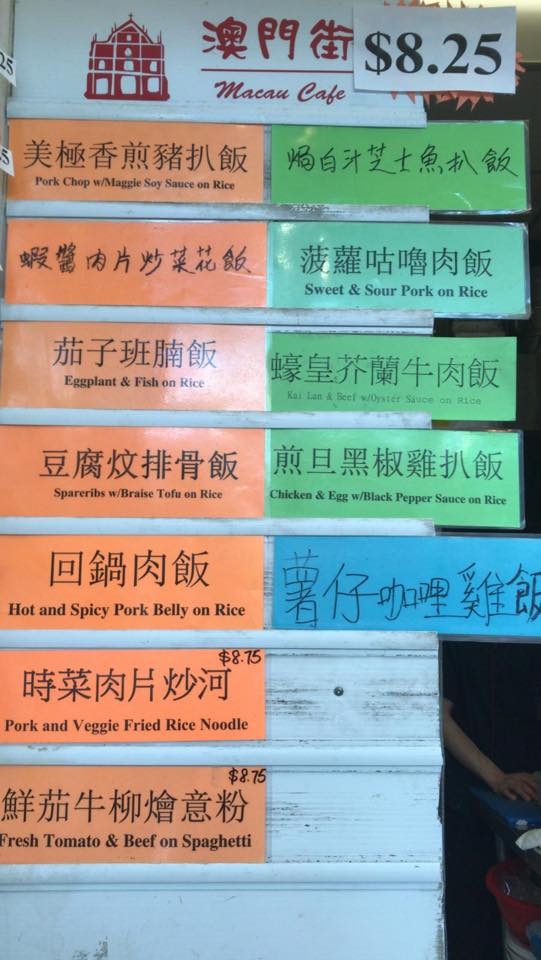 澳門街
Macau Cafe
$8.25
25
5
美極香煎豬扒飯
Pork Chop w/Maggie Soy Sauce on Rice
焗白汁芝士魚扒飯
蝦醬肉片炒菜花飯
菠蘿咕嚕肉飯
Sweet & Sour Pork on Rice
茄子班腩飯
Eggplant & Fish on Rice
蠔皇芥蘭牛肉飯
Kai Lan & Beef w/Oyster Sauce on Rice
豆腐炆排骨飯
Spareribs w/Braise Tofu on Rice
煎旦黑椒雞扒飯
Chicken & Egg w/Black Pepper Sauce on Rice
回鍋肉飯
Hot and Spicy Pork Belly on Rice
薯仔咖哩雞飯
$8.75
時菜肉片炒河
Pork and Veggie Fried Rice Noodle
$8.75
鮮茄牛柳燴意粉
Fresh Tomato & Beef on Spaghetti